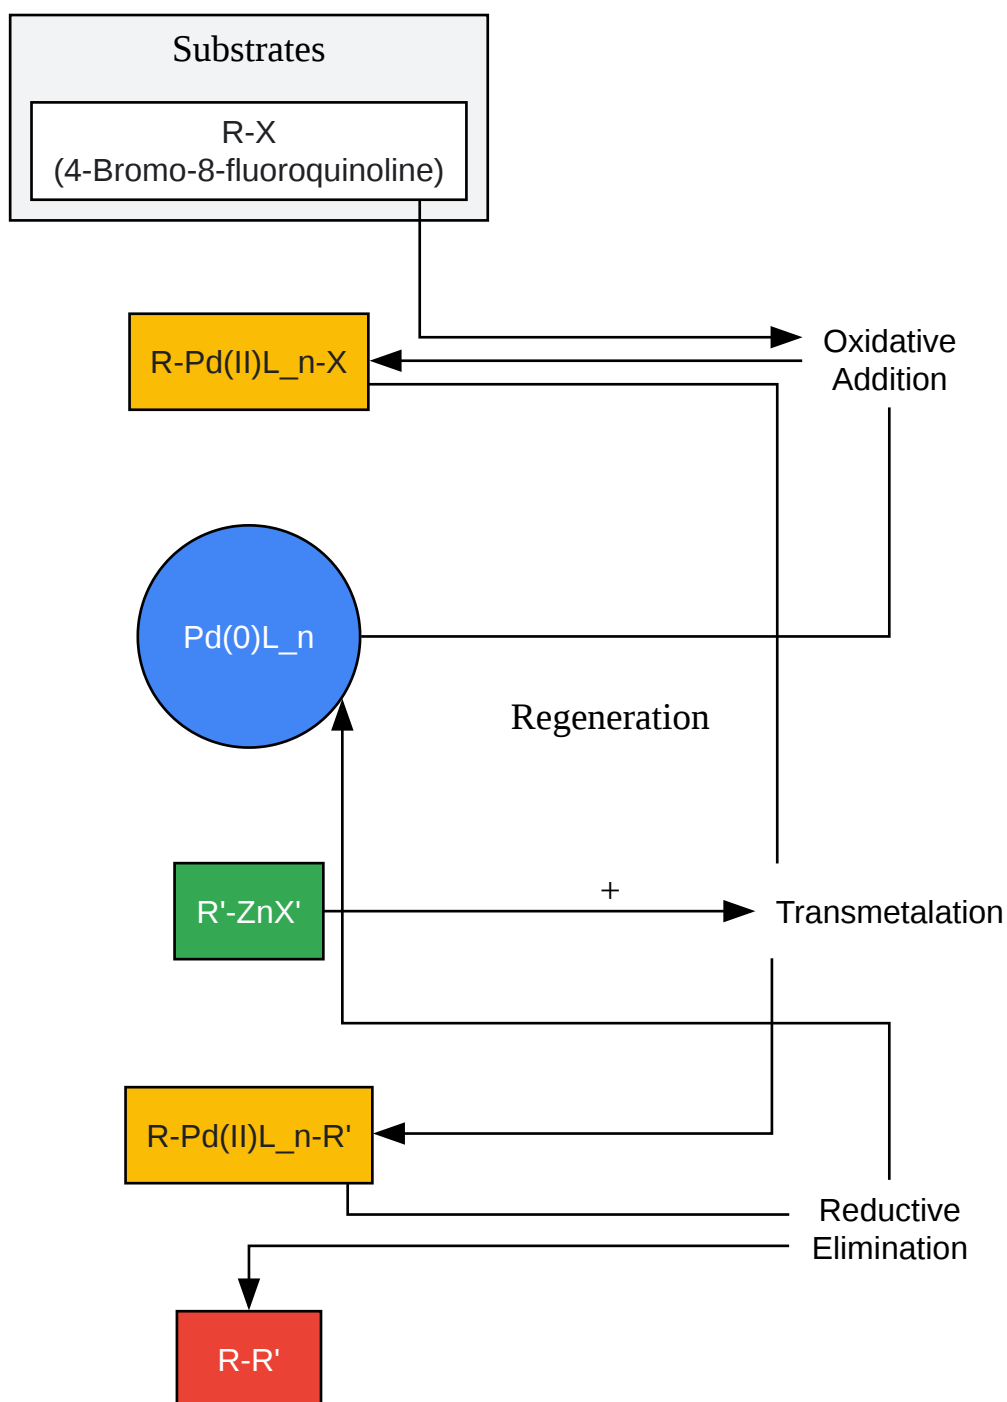 Substrates
R-X
(4-Bromo-8-fluoroquinoline)
R-Pd(II)L_n-X
Oxidative
Addition
Pd(0)L_n
Regeneration
+
R'-ZnX'
Transmetalation
R-Pd(II)L_n-R'
Reductive
Elimination
R-R'